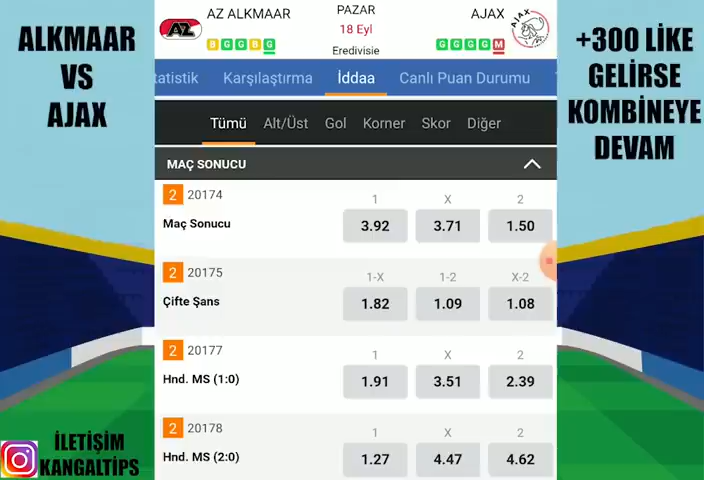 ALKMAAR
VS
AJAX
AZ ALKMAAR
B G G B G
PAZAR
18 Eyl
Eredivisie
AJAX
G G G G M
+300 LİKE
GELİRSE
KOMBİNEYE
DEVAM
tatistik Karşılaştırma İddaa Canlı Puan Durumu
Tümü Alt/Üst Gol Korner Skor Diğer
MAÇ SONUCU
2 20174 1 X 2
Maç Sonucu 3.92 3.71 1.50
2 20175 1-X 1-2 X-2
Çifte Şans 1.82 1.09 1.08
2 20177 1 X 2
Hnd. MS (1:0) 1.91 3.51 2.39
2 20178 1 X 2
Hnd. MS (2:0) 1.27 4.47 4.62
İLETİŞİM
KANGALTİPS